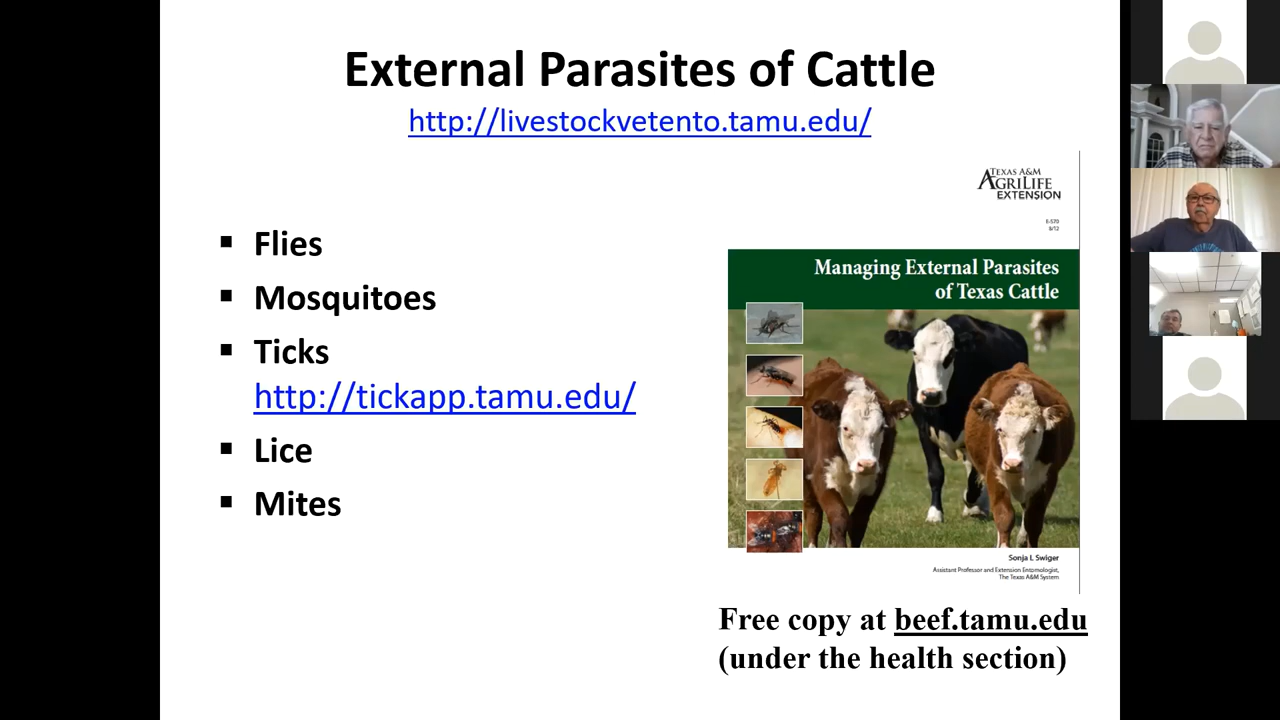 External Parasites of Cattle
http://livestockvetento.tamu.edu/
▪ Flies
▪ Mosquitoes
▪ Ticks
http://tickapp.tamu.edu/
▪ Lice
▪ Mites
TEXAS A&M
AGRILIFE
EXTENSION
E-570
8/12
Managing External Parasites
of Texas Cattle
Sonja L Swiger
Assistant Professor and Extension Entomologist,
The Texas A&M System
Free copy at beef.tamu.edu
(under the health section)